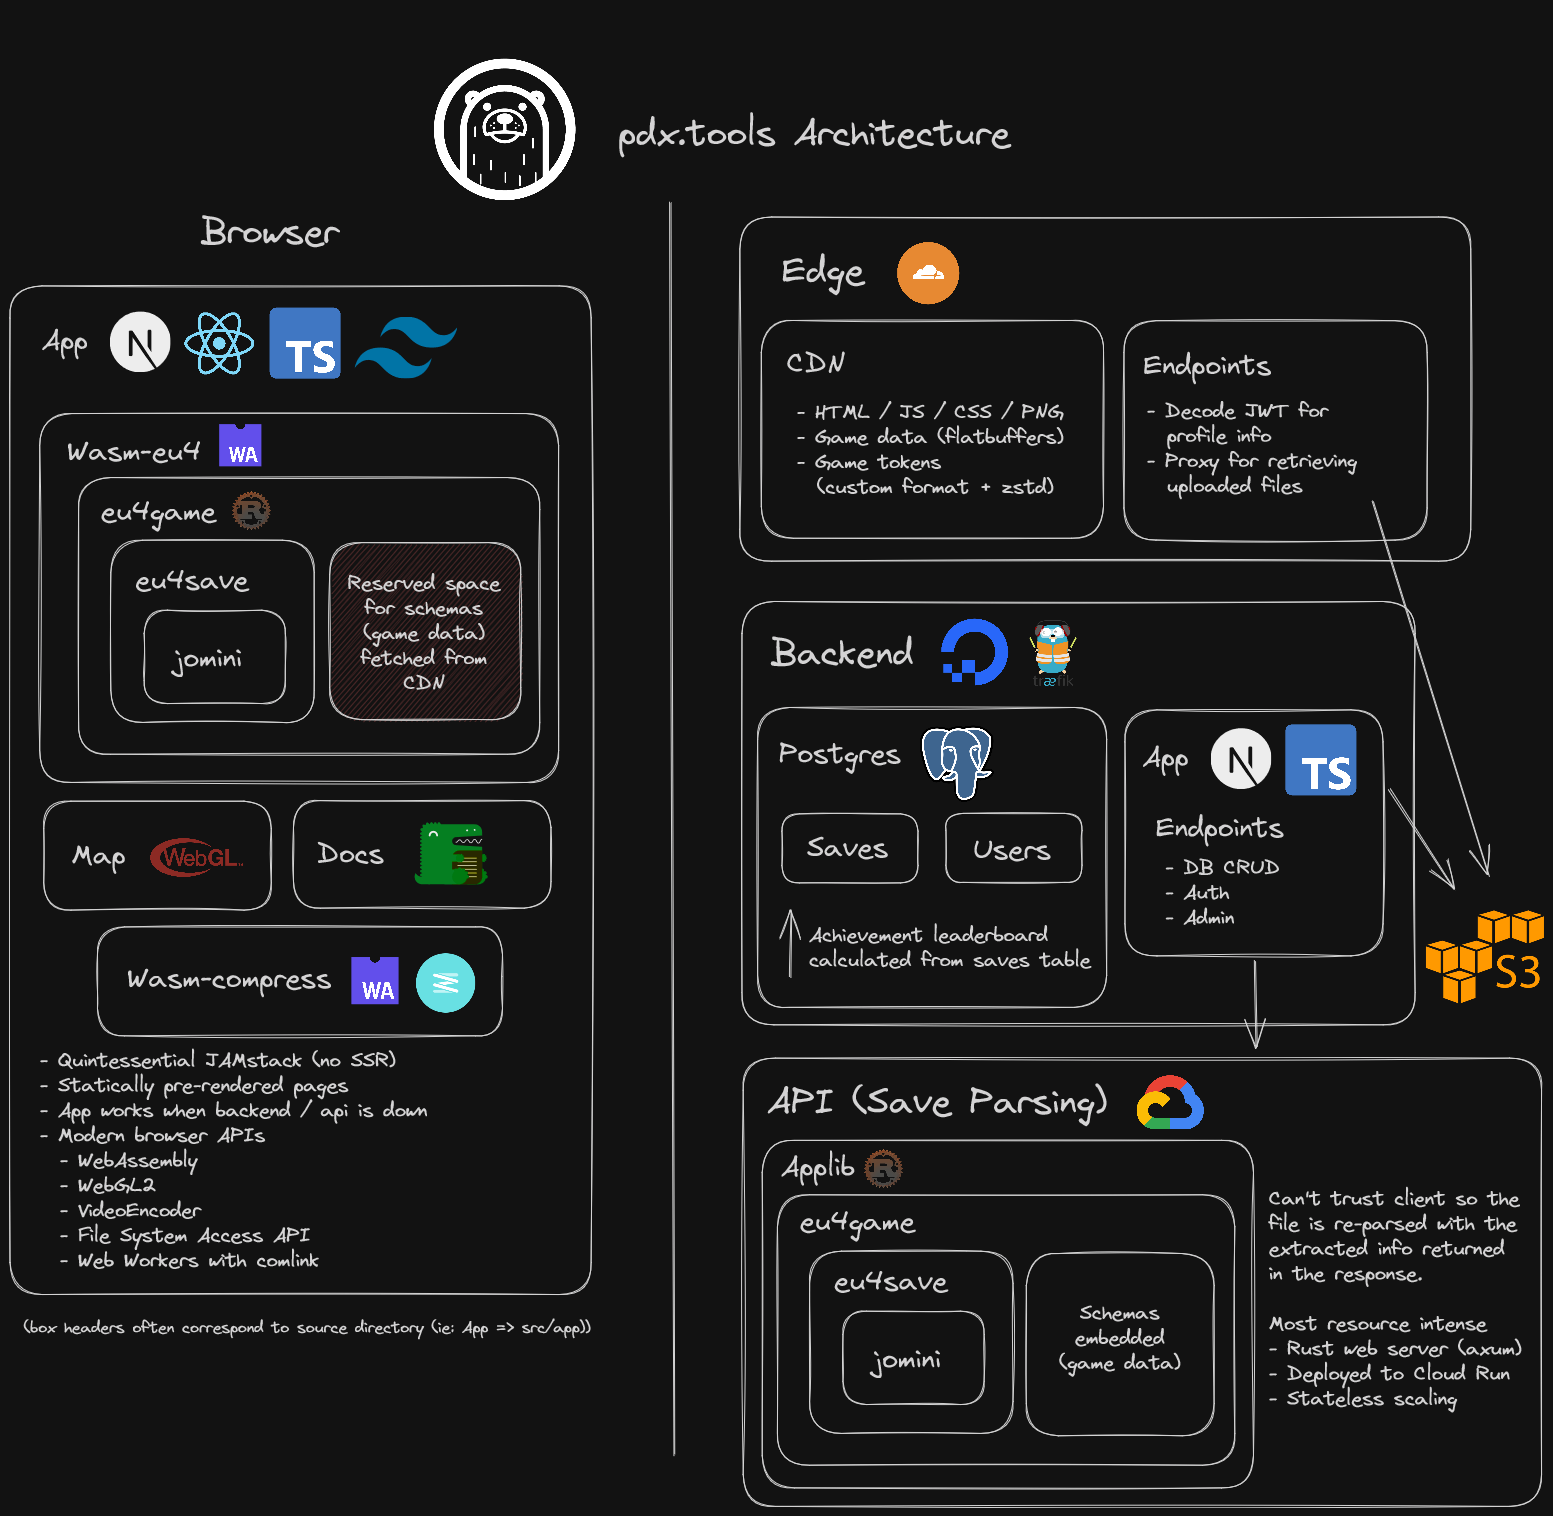 pdx.tools Architecture
Browser
App
TS
Wasm-eu4
WA
eu4game
R
eu4save
jomini
Reserved space
for schemas
(game data)
fetched from
CDN
Map
WebGL
Docs
Wasm-compress
WA
- Quintessential JAMstack (no SSR)
- Statically pre-rendered pages
- App works when backend / api is down
- Modern browser APIs
- WebAssembly
- WebGL2
- VideoEncoder
- File System Access API
- Web Workers with comlink
(box headers often correspond to source directory (ie: App => src/app))
Edge
CDN
- HTML / JS / CSS / PNG
- Game data (flatbuffers)
- Game tokens
(custom format + zstd)
Endpoints
- Decode JWT for
profile info
- Proxy for retrieving
uploaded files
Backend
træfik
Postgres
Saves
Users
Achievement leaderboard
calculated from saves table
App
N
TS
Endpoints
- DB CRUD
- Auth
- Admin
S3
API (Save Parsing)
Applib
R
eu4game
eu4save
jomini
Schemas
embedded
(game data)
Can't trust client so the
file is re-parsed with the
extracted info returned
in the response.
Most resource intense
- Rust web server (axum)
- Deployed to Cloud Run
- Stateless scaling